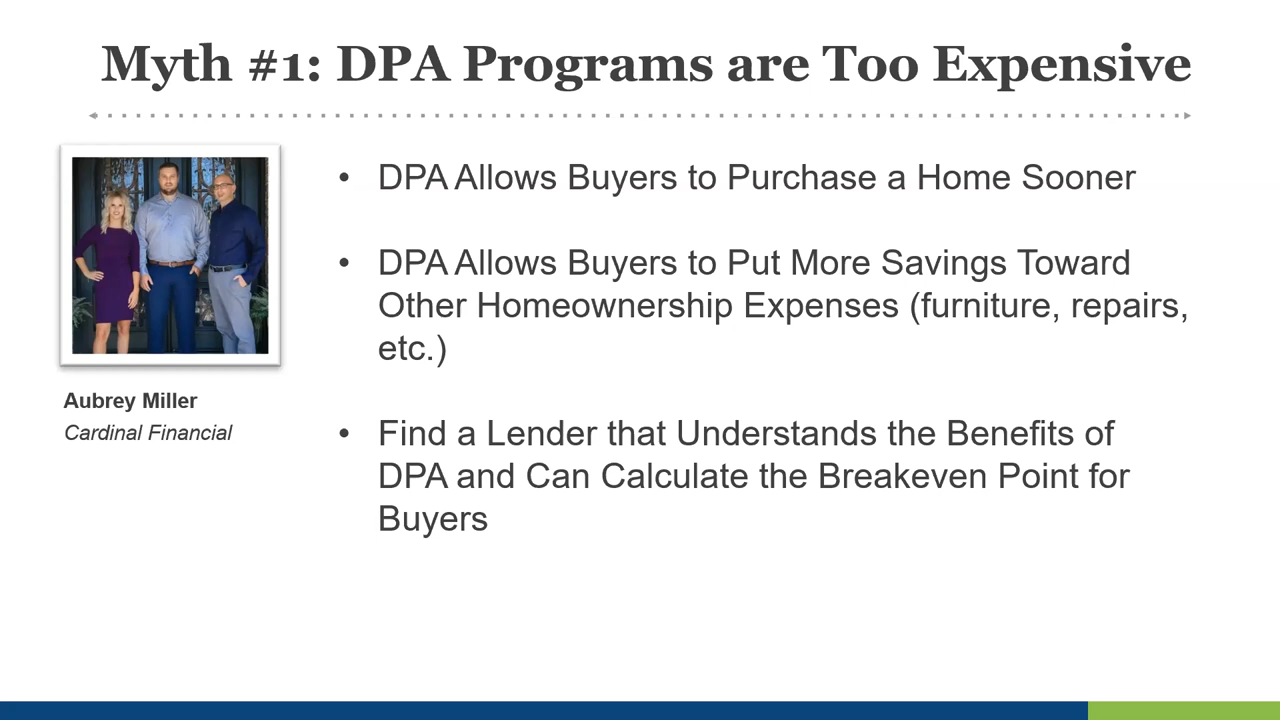 Myth #1: DPA Programs are Too Expensive
• DPA Allows Buyers to Purchase a Home Sooner
• DPA Allows Buyers to Put More Savings Toward
Other Homeownership Expenses (furniture, repairs,
etc.)
Aubrey Miller
Cardinal Financial
• Find a Lender that Understands the Benefits of
DPA and Can Calculate the Breakeven Point for
Buyers